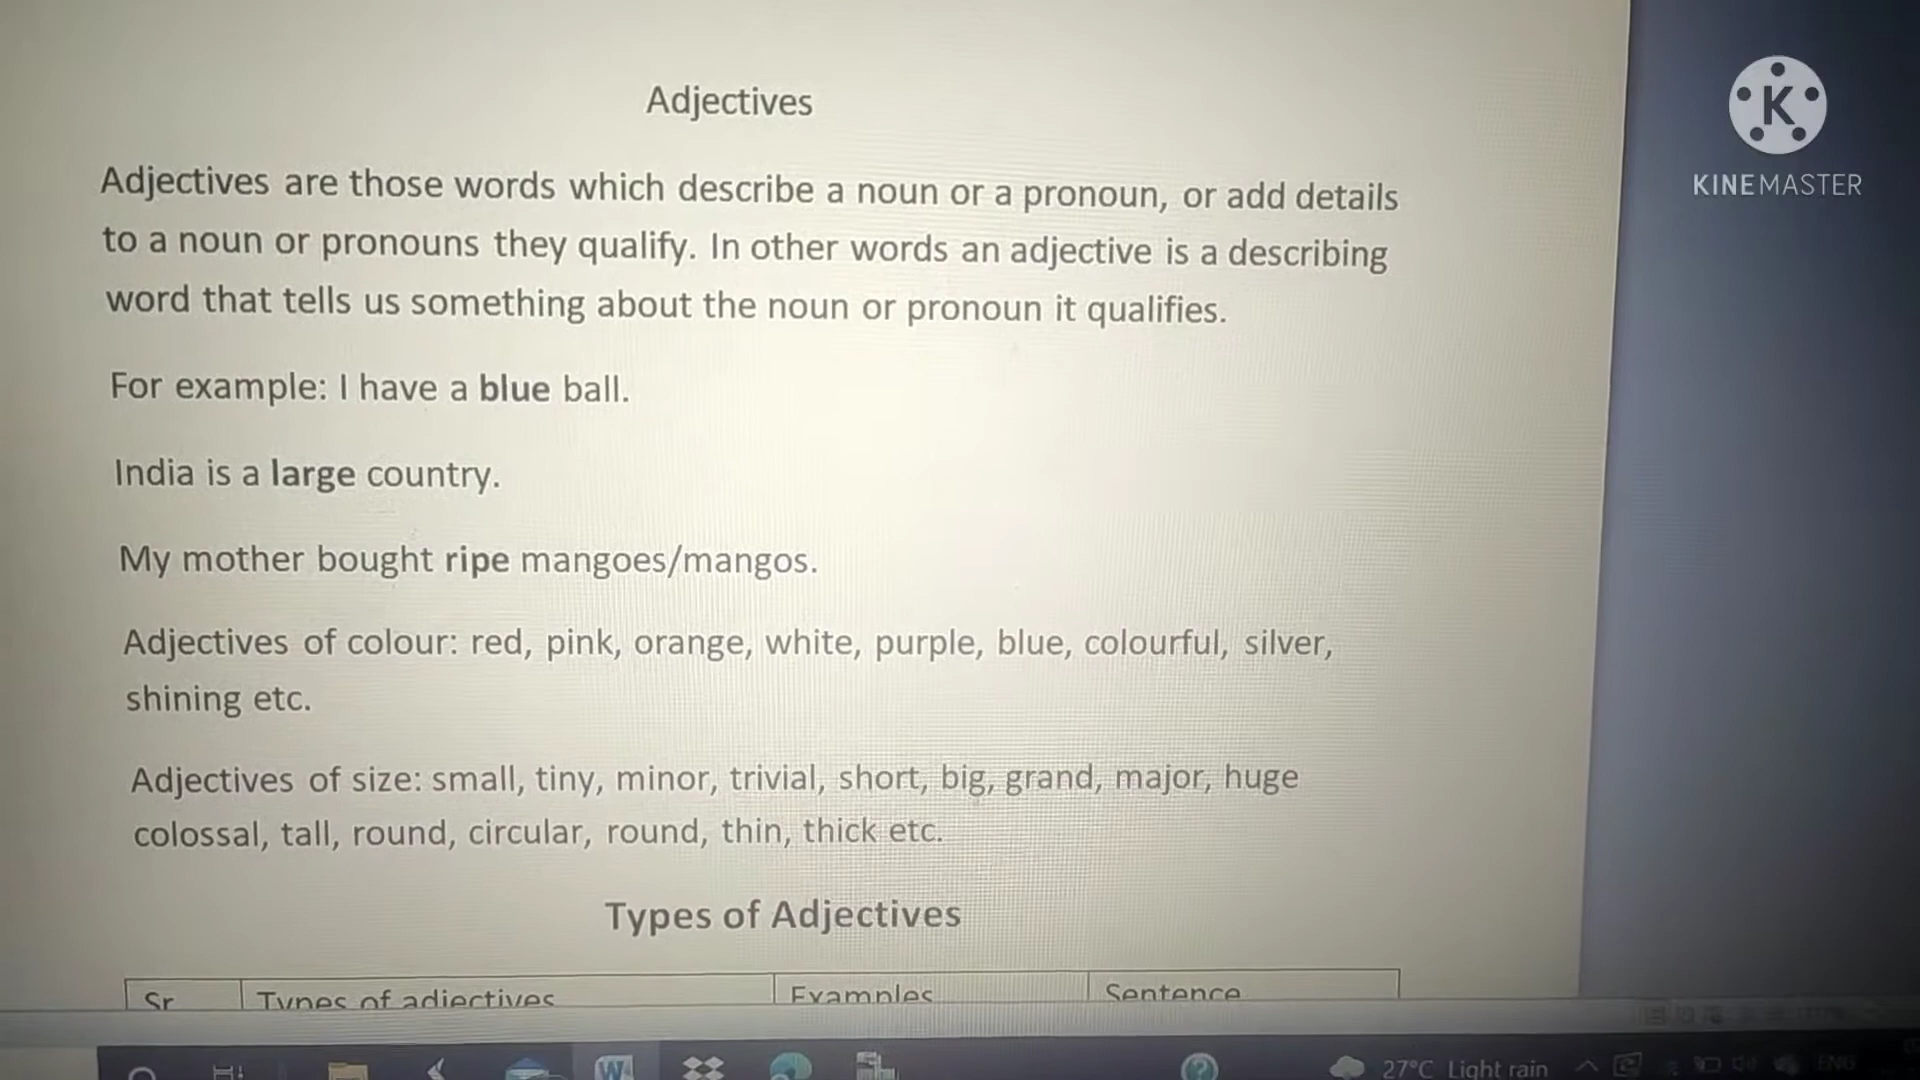 Adjectives
K
KINEMASTER
Adjectives are those words which describe a noun or a pronoun, or add details
to a noun or pronouns they qualify. In other words an adjective is a describing
word that tells us something about the noun or pronoun it qualifies.
For example: I have a blue ball.
India is a large country.
My mother bought ripe mangoes/mangos.
Adjectives of colour: red, pink, orange, white, purple, blue, colourful, silver,
shining etc.
Adjectives of size: small, tiny, minor, trivial, short, big, grand, major, huge
colossal, tall, round, circular, round, thin, thick etc.
Types of Adjectives
Sr Types of adjectives Examples Sentence
W 27°C Light rain ENG